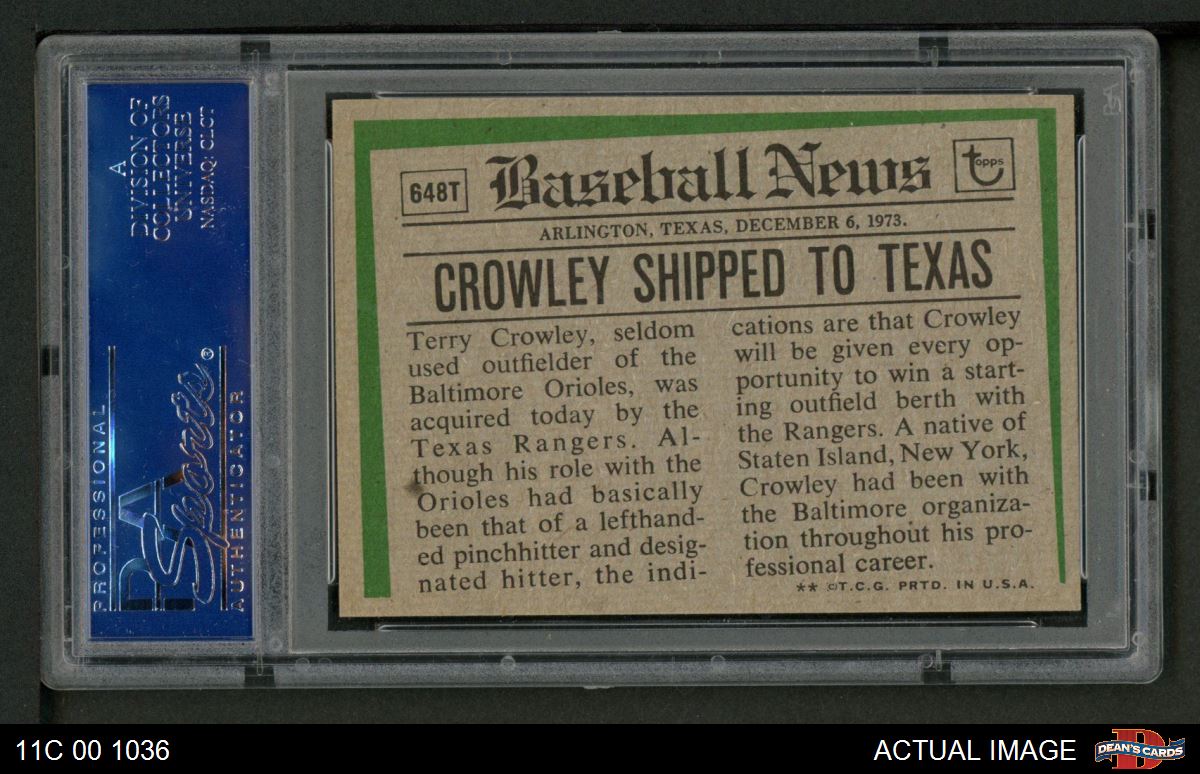 A
DIVISION OF
COLLECTORS
UNIVERSE
NASDAQ: CLCT
PROFESSIONAL
PSA
Sports®
AUTHENTICATOR
648T
Baseball News
topps
ARLINGTON, TEXAS, DECEMBER 6, 1973.
CROWLEY SHIPPED TO TEXAS
Terry Crowley, seldom
used outfielder of the
Baltimore Orioles, was
acquired today by the
Texas Rangers. Al-
though his role with the
Orioles had basically
been that of a lefthand-
ed pinchhitter and desig-
nated hitter, the indi-
cations are that Crowley
will be given every op-
portunity to win a start-
ing outfield berth with
the Rangers. A native of
Staten Island, New York,
Crowley had been with
the Baltimore organiza-
tion throughout his pro-
fessional career.
** ©T.C.G. PRTD. IN U.S.A.
11C 00 1036
ACTUAL IMAGE
DEAN'S CARDS